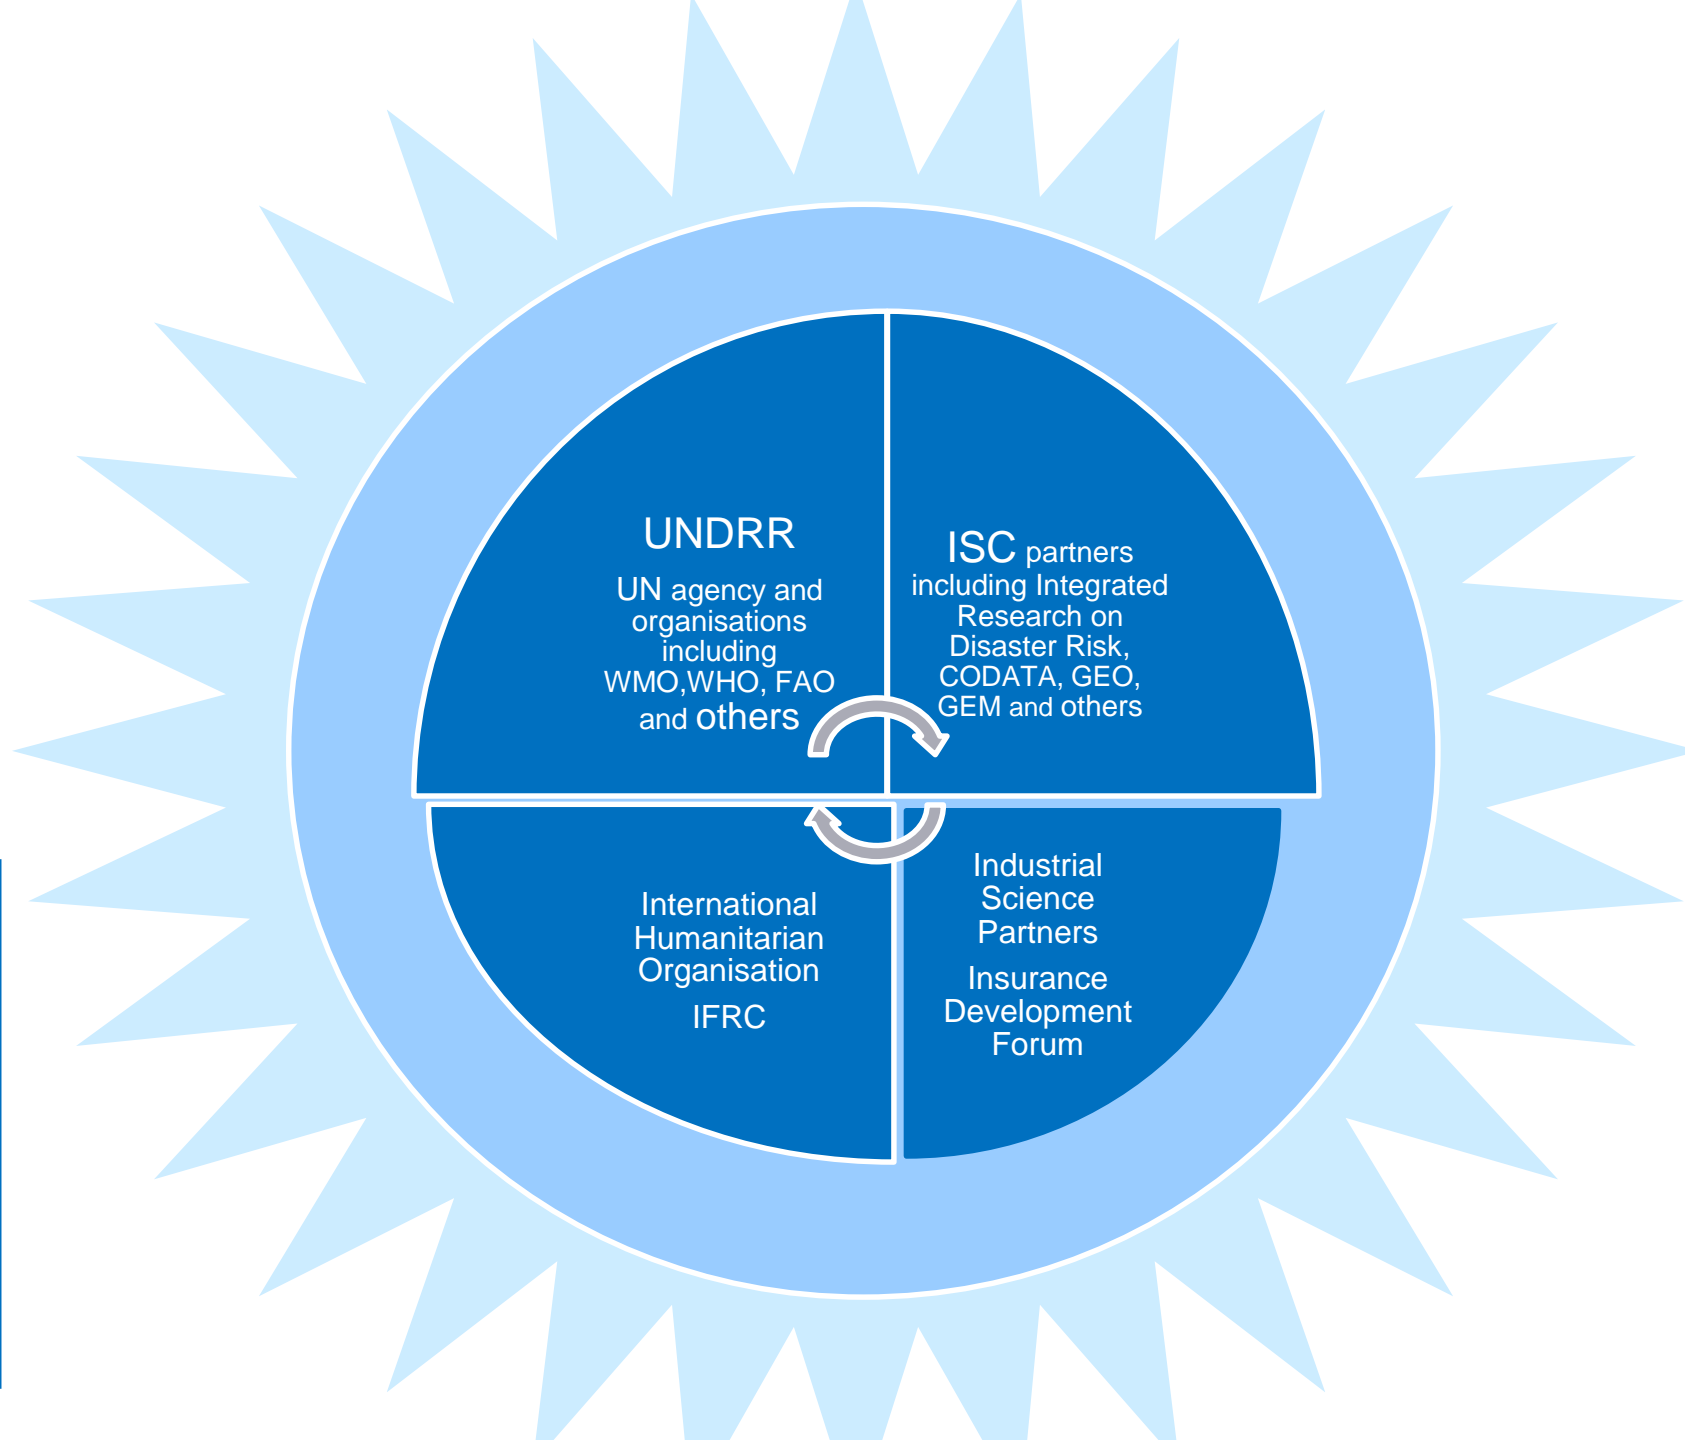 UNDRR
UN agency and
organisations
including
WMO,WHO, FAO
and others
ISC partners
including Integrated
Research on
Disaster Risk,
CODATA, GEO,
GEM and others
International
Humanitarian
Organisation
IFRC
Industrial
Science
Partners
Insurance
Development
Forum